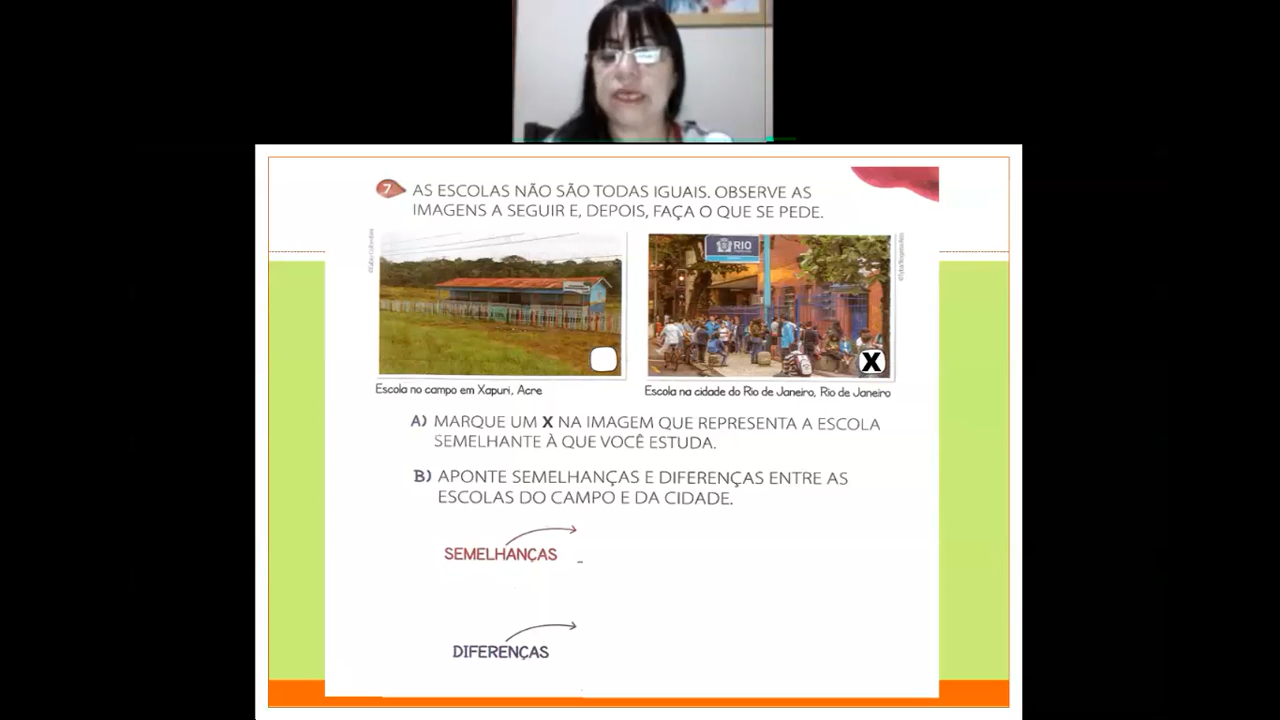 7 AS ESCOLAS NÃO SÃO TODAS IGUAIS. OBSERVE AS
IMAGENS A SEGUIR E, DEPOIS, FAÇA O QUE SE PEDE.
RIO
X
Escola no campo em Xapuri, Acre
Escola na cidade do Rio de Janeiro, Rio de Janeiro
A) MARQUE UM X NA IMAGEM QUE REPRESENTA A ESCOLA
SEMELHANTE À QUE VOCÊ ESTUDA.
B) APONTE SEMELHANÇAS E DIFERENÇAS ENTRE AS
ESCOLAS DO CAMPO E DA CIDADE.
SEMELHANÇAS
DIFERENÇAS